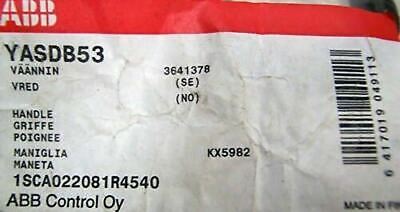 ABB
YASDB53
VÄÄNNIN 3641378
VRED (SE)
(NO)
HANDLE
GRIFFE
POIGNEE
MANIGLIA KX5982
MANETA
1SCA022081R4540
ABB Control Oy
6 417019 049113
MADE IN FIN